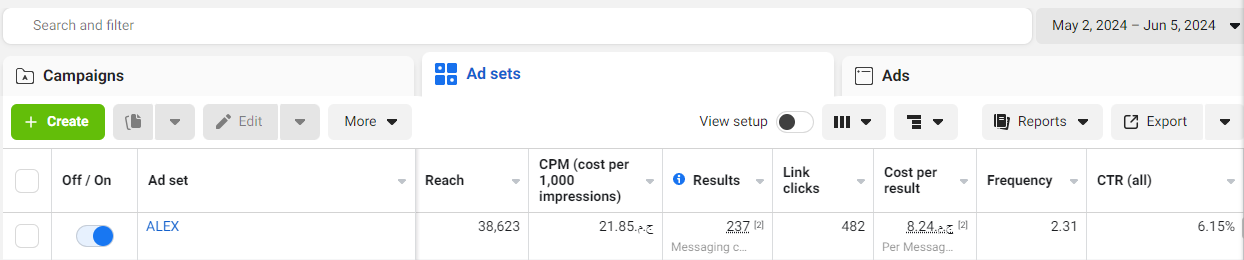 Search and filter
May 2, 2024 – Jun 5, 2024
Campaigns
Ad sets
Ads
+ Create
Edit
More
View setup
Reports
Export
Off / On
Ad set
Reach
CPM (cost per
1,000
impressions)
Results
Link
clicks
Cost per
result
Frequency
CTR (all)
ALEX
38,623
21.85.ج.م
237 [2]
Messaging c...
482
8.24.ج.م [2]
Per Messag...
2.31
6.15%